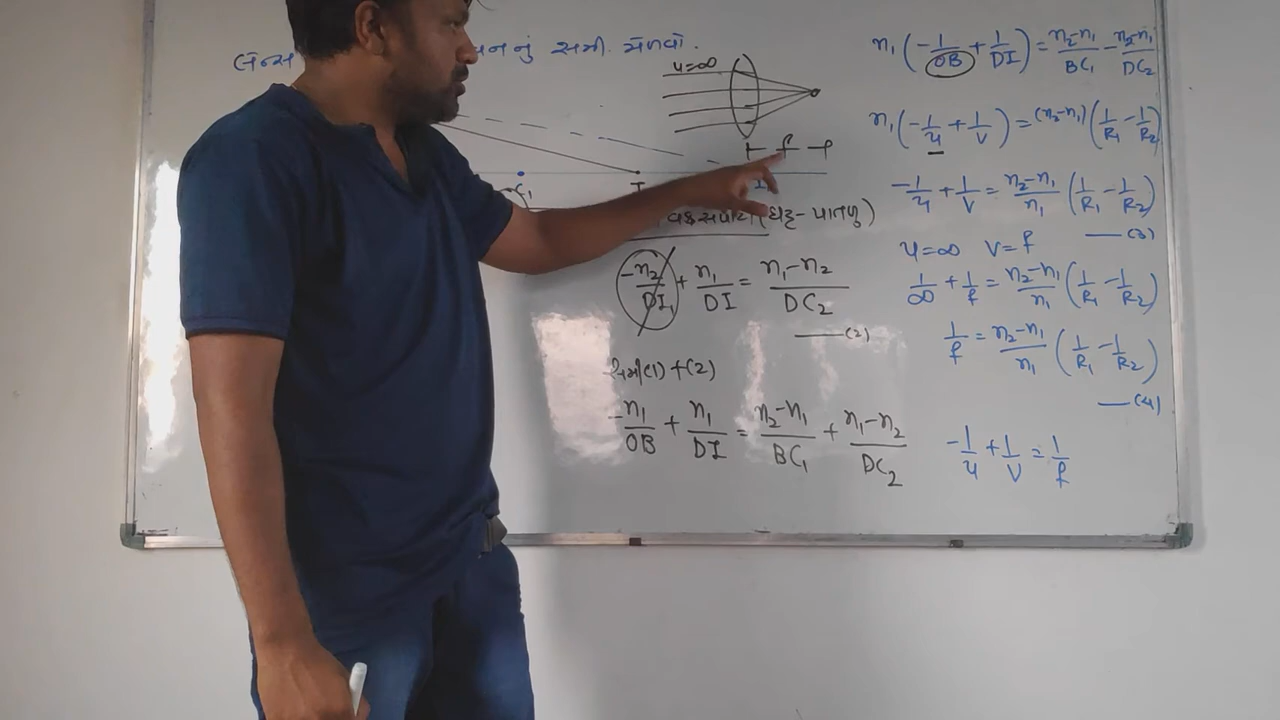 લેન્સ નનું સમી. મેળવો.
u=∞
f
C₁ I I₁
વક્રસપાટી (ઘટ્ટ - પાતળુ)
-n₂/DI₁ + n₁/DI = (n₁-n₂)/DC₂
—(2)
સમી(1) + (2)
-n₁/OB + n₁/DI = (n₂-n₁)/BC₁ + (n₁-n₂)/DC₂
n₁(-1/OB + 1/DI) = (n₂-n₁)/BC₁ - (n₂-n₁)/DC₂
n₁(-1/u + 1/v) = (n₂-n₁)(1/R₁ - 1/R₂)
-1/u + 1/v = (n₂-n₁)/n₁ (1/R₁ - 1/R₂)
—(3)
u=∞ v=f
1/∞ + 1/f = (n₂-n₁)/n₁ (1/R₁ - 1/R₂)
1/f = (n₂-n₁)/n₁ (1/R₁ - 1/R₂)
—(4)
-1/u + 1/v = 1/f